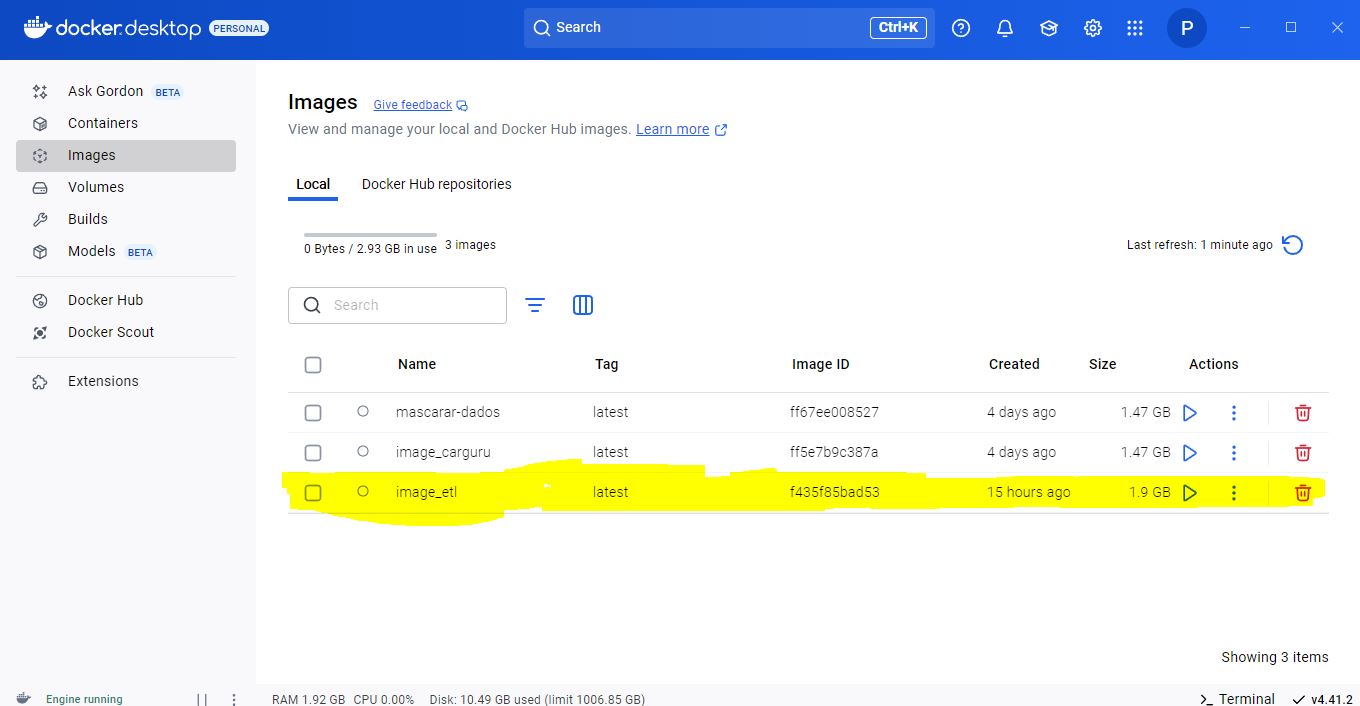 docker.desktop PERSONAL Search Ctrl+K P
Ask Gordon BETA
Containers
Images
Volumes
Builds
Models BETA
Docker Hub
Docker Scout
Extensions
Images Give feedback
View and manage your local and Docker Hub images. Learn more
Local Docker Hub repositories
0 Bytes / 2.93 GB in use 3 images Last refresh: 1 minute ago
Search
Name Tag Image ID Created Size Actions
mascarar-dados latest ff67ee008527 4 days ago 1.47 GB
image_carguru latest ff5e7b9c387a 4 days ago 1.47 GB
image_etl latest f435f85bad53 15 hours ago 1.9 GB
Showing 3 items
Engine running RAM 1.92 GB CPU 0.00% Disk: 10.49 GB used (limit 1006.85 GB) Terminal v4.41.2